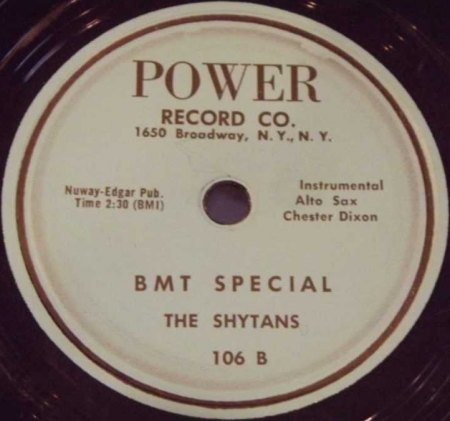 POWER
RECORD CO.
1650 Broadway, N. Y., N. Y.
Nuway-Edgar Pub.
Time 2:30 (BMI)
Instrumental
Alto Sax
Chester Dixon
BMT SPECIAL
THE SHYTANS
106 B